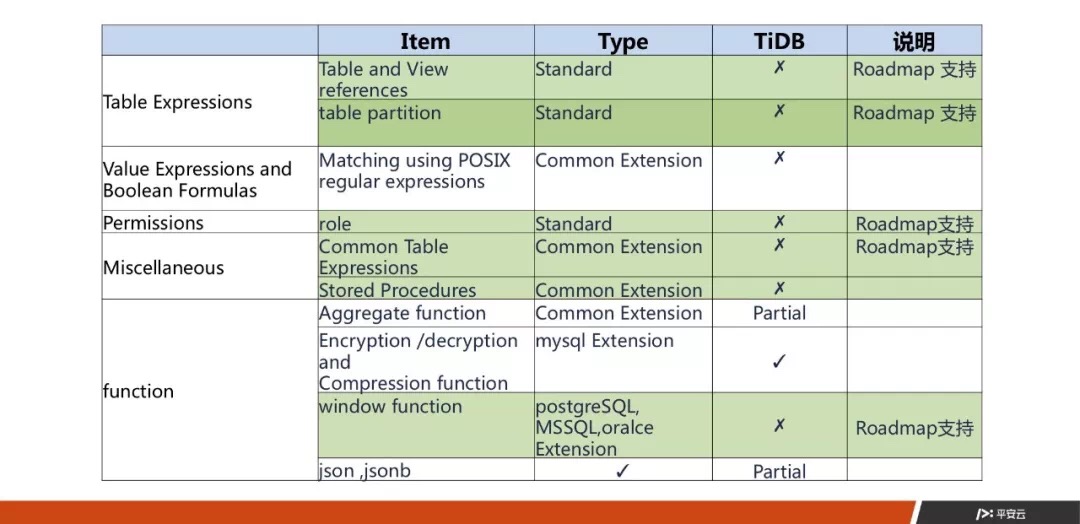 Item Type TiDB 说明
Table Expressions
Table and View references Standard ✗ Roadmap 支持
table partition Standard ✗ Roadmap 支持
Value Expressions and Boolean Formulas
Matching using POSIX regular expressions Common Extension ✗
Permissions role Standard ✗ Roadmap支持
Miscellaneous
Common Table Expressions Common Extension ✗ Roadmap支持
Stored Procedures Common Extension ✗
function
Aggregate function Common Extension Partial
Encryption /decryption and Compression function mysql Extension ✓
window function postgreSQL, MSSQL,oralce Extension ✗ Roadmap支持
json ,jsonb ✓ Partial
平安云